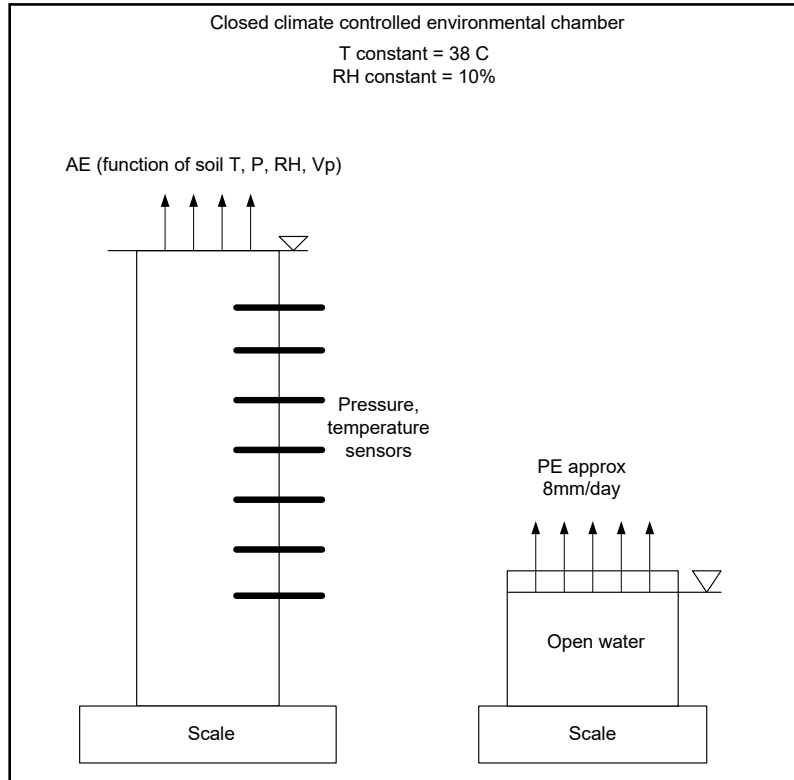 Closed climate controlled environmental chamber
T constant = 38 C
RH constant = 10%
AE (function of soil T, P, RH, Vp)
Pressure,
temperature
sensors
PE approx
8mm/day
Open water
Scale
Scale